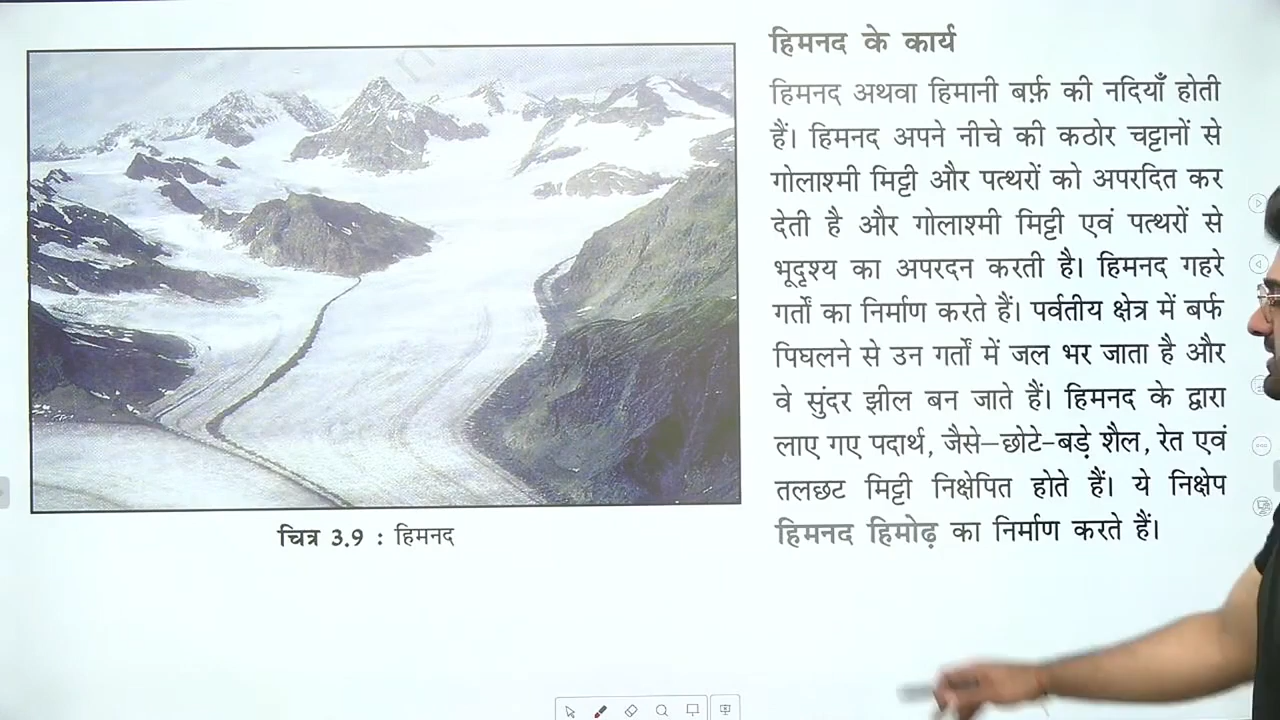 हिमनद के कार्य
हिमनद अथवा हिमानी बर्फ़ की नदियाँ होती
हैं। हिमनद अपने नीचे की कठोर चट्टानों से
गोलाश्मी मिट्टी और पत्थरों को अपरदित कर
देती है और गोलाश्मी मिट्टी एवं पत्थरों से
भूदृश्य का अपरदन करती है। हिमनद गहरे
गर्तों का निर्माण करते हैं। पर्वतीय क्षेत्र में बर्फ
पिघलने से उन गर्तों में जल भर जाता है और
वे सुंदर झील बन जाते हैं। हिमनद के द्वारा
लाए गए पदार्थ, जैसे–छोटे-बड़े शैल, रेत एवं
तलछट मिट्टी निक्षेपित होते हैं। ये निक्षेप
हिमनद हिमोढ़ का निर्माण करते हैं।
चित्र 3.9 : हिमनद